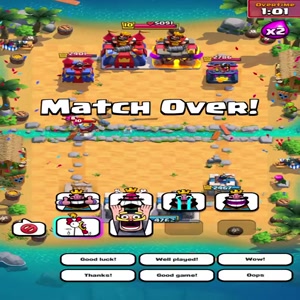 Overtime
1:01
x2
Match Over!
Good luck!
Well played!
Wow!
Thanks!
Good game!
Oops